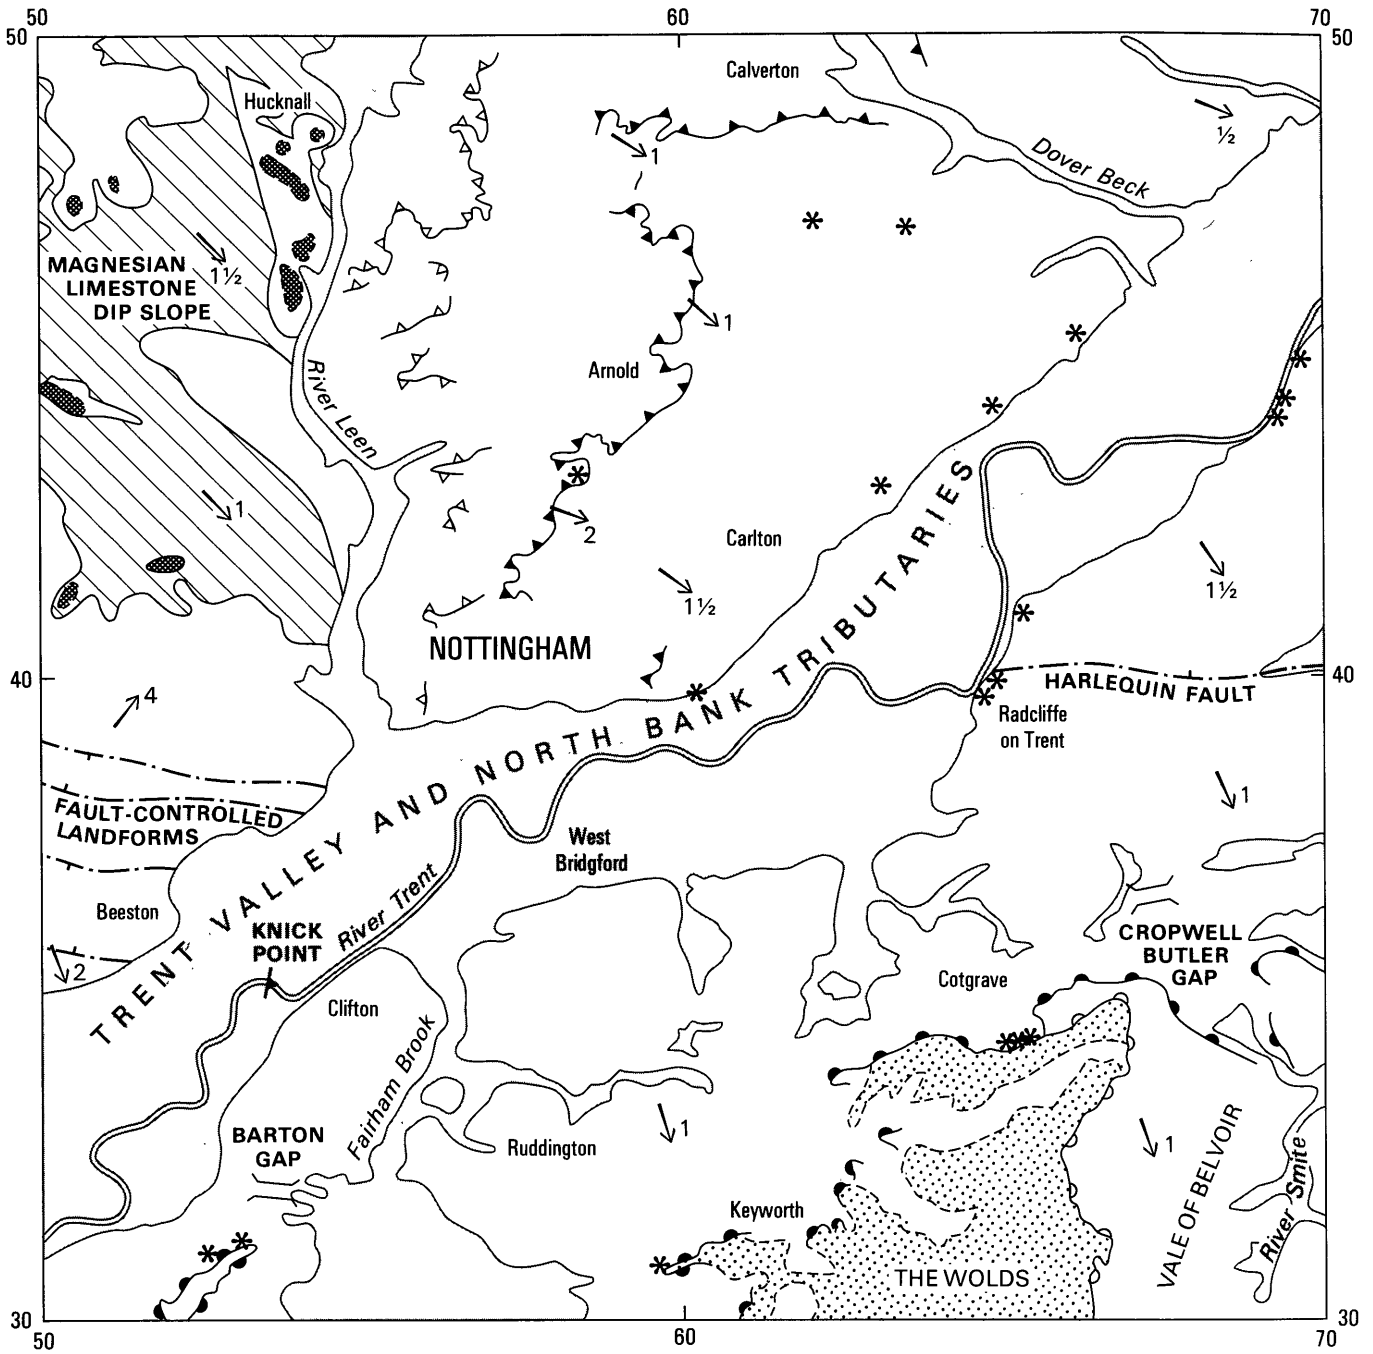 50
60
70
50
50
Calverton
Hucknall
½
1
Dover Beck
MAGNESIAN
LIMESTONE
DIP SLOPE
1½
1
River Leen
Arnold
1
2
Carlton
1½
1½
NOTTINGHAM
40
40
4
HARLEQUIN FAULT
Radcliffe
on Trent
TRENT VALLEY AND NORTH BANK TRIBUTARIES
1
FAULT-CONTROLLED
LANDFORMS
West
Bridgford
Beeston
River Trent
KNICK
POINT
2
CROPWELL
BUTLER
GAP
Cotgrave
Clifton
Fairham Brook
BARTON
GAP
Ruddington
1
1
VALE OF BELVOIR
River Smite
Keyworth
THE WOLDS
30
30
50
60
70